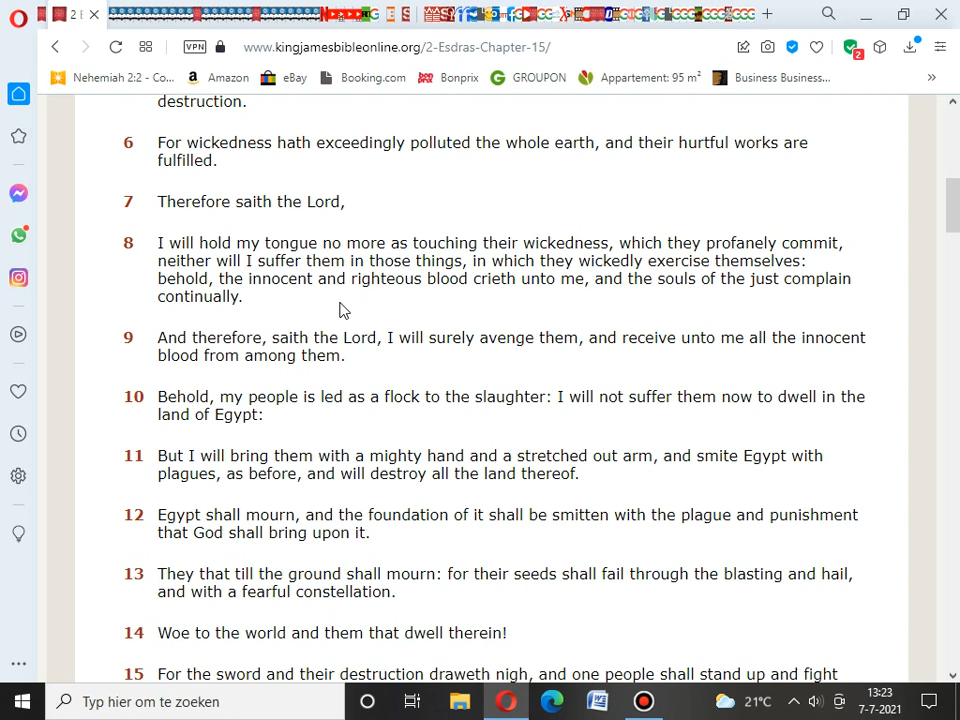 2 E
www.kingjamesbibleonline.org/2-Esdras-Chapter-15/
VPN
2
Nehemiah 2:2 - Co...
Amazon
eBay
Booking.com
Bonprix
GROUPON
Appartement: 95 m²
Business Business...
»
destruction.
6 For wickedness hath exceedingly polluted the whole earth, and their hurtful works are
fulfilled.
7 Therefore saith the Lord,
8 I will hold my tongue no more as touching their wickedness, which they profanely commit,
neither will I suffer them in those things, in which they wickedly exercise themselves:
behold, the innocent and righteous blood crieth unto me, and the souls of the just complain
continually.
9 And therefore, saith the Lord, I will surely avenge them, and receive unto me all the innocent
blood from among them.
10 Behold, my people is led as a flock to the slaughter: I will not suffer them now to dwell in the
land of Egypt:
11 But I will bring them with a mighty hand and a stretched out arm, and smite Egypt with
plagues, as before, and will destroy all the land thereof.
12 Egypt shall mourn, and the foundation of it shall be smitten with the plague and punishment
that God shall bring upon it.
13 They that till the ground shall mourn: for their seeds shall fail through the blasting and hail,
and with a fearful constellation.
14 Woe to the world and them that dwell therein!
15 For the sword and their destruction draweth nigh, and one people shall stand up and fight
Typ hier om te zoeken
21°C
13:23
7-7-2021